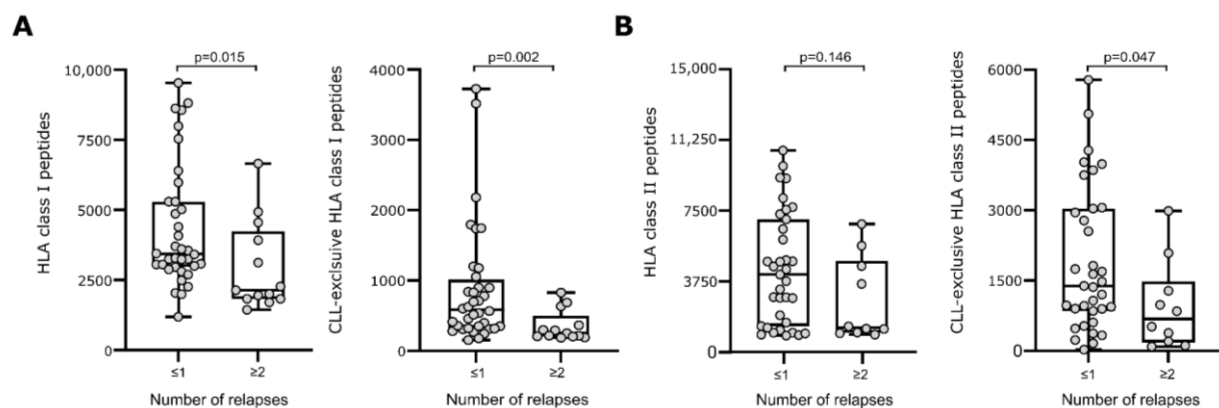 A
HLA class I peptides
10,000
7500
5000
2500
0
p=0.015
≤1
≥2
Number of relapses
CLL-exclsuive HLA class I peptides
4000
3000
2000
1000
0
p=0.002
≤1
≥2
Number of relapses
B
HLA class II peptides
15,000
11,250
7500
3750
0
p=0.146
≤1
≥2
Number of relapses
CLL-exclusive HLA class II peptides
6000
4500
3000
1500
0
p=0.047
≤1
≥2
Number of relapses